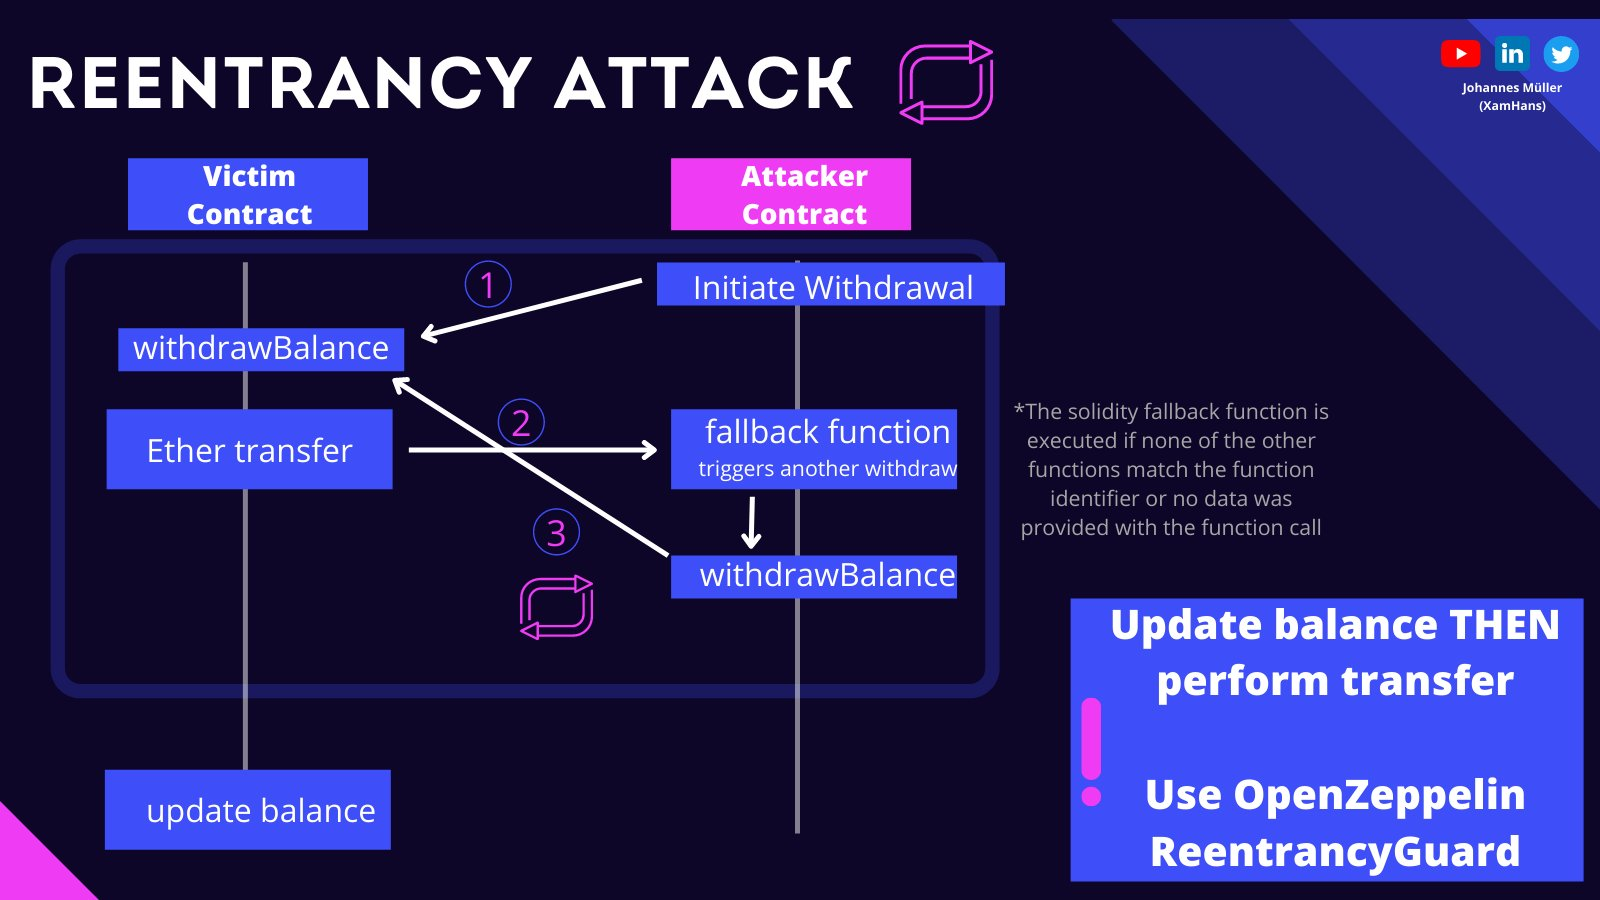 REENTRANCY ATTACK
in
Johannes Müller
(XamHans)
Victim
Contract
Attacker
Contract
1
Initiate Withdrawal
withdrawBalance
2
Ether transfer
fallback function
triggers another withdraw
*The solidity fallback function is
executed if none of the other
functions match the function
identifier or no data was
provided with the function call
3
withdrawBalance
update balance
Update balance THEN
perform transfer
Use OpenZeppelin
ReentrancyGuard